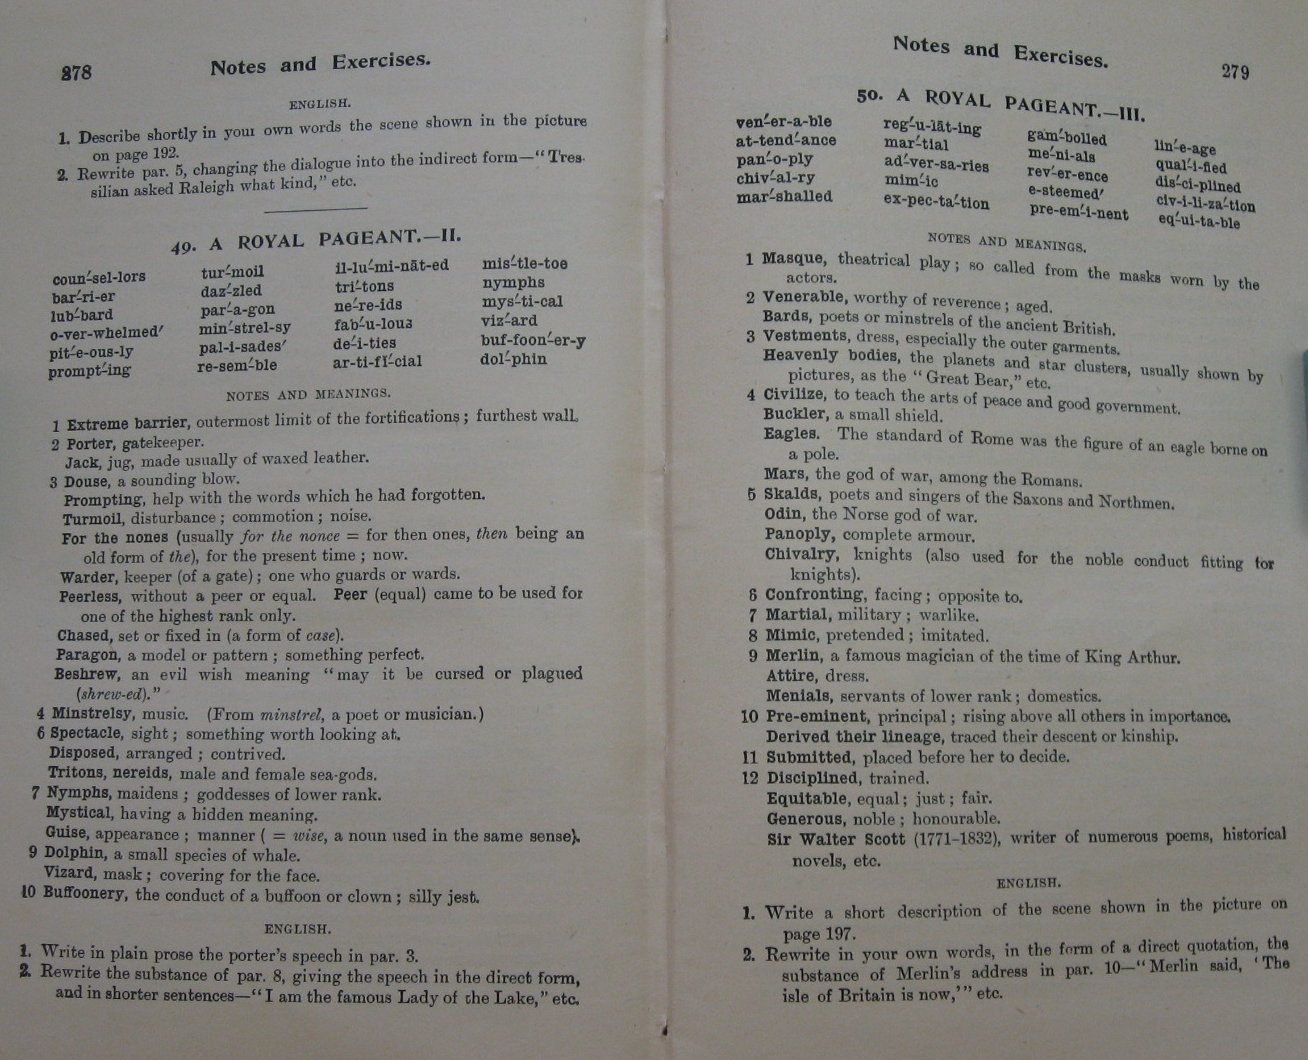 278
Notes and Exercises.
ENGLISH.
1. Describe shortly in your own words the scene shown in the picture
on page 192.
2. Rewrite par. 5, changing the dialogue into the indirect form—“Tres-
silian asked Raleigh what kind,” etc.
49. A ROYAL PAGEANT.—II.
coun´-sel-lors tur´-moil il-lu´-mi-nāt-ed mis´-tle-toe
bar´-ri-er daz´-zled tri´-tons nymphs
lub´-bard par´-a-gon ne´-re-ids mys´-ti-cal
o-ver-whelmed′ min´-strel-sy fab´-u-lous viz´-ard
pit´-e-ous-ly pal-i-sades′ de´-i-ties buf-foon´-er-y
prompt´-ing re-sem´-ble ar-ti-fĭ´-cial dol´-phin
NOTES AND MEANINGS.
1 Extreme barrier, outermost limit of the fortifications; furthest wall.
2 Porter, gatekeeper.
Jack, jug, made usually of waxed leather.
3 Douse, a sounding blow.
Prompting, help with the words which he had forgotten.
Turmoil, disturbance; commotion; noise.
For the nones (usually for the nonce = for then ones, then being an
old form of the), for the present time; now.
Warder, keeper (of a gate); one who guards or wards.
Peerless, without a peer or equal. Peer (equal) came to be used for
one of the highest rank only.
Chased, set or fixed in (a form of case).
Paragon, a model or pattern; something perfect.
Beshrew, an evil wish meaning “may it be cursed or plagued
(shrew-ed).”
4 Minstrelsy, music. (From minstrel, a poet or musician.)
6 Spectacle, sight; something worth looking at.
Disposed, arranged; contrived.
Tritons, nereids, male and female sea-gods.
7 Nymphs, maidens; goddesses of lower rank.
Mystical, having a hidden meaning.
Guise, appearance; manner ( = wise, a noun used in the same sense).
9 Dolphin, a small species of whale.
Vizard, mask; covering for the face.
10 Buffoonery, the conduct of a buffoon or clown; silly jest.
ENGLISH.
1. Write in plain prose the porter’s speech in par. 3.
2. Rewrite the substance of par. 8, giving the speech in the direct form,
and in shorter sentences—“I am the famous Lady of the Lake,” etc.
Notes and Exercises.
279
50. A ROYAL PAGEANT.—III.
ven´-er-a-ble reg´-u-lāt-ing gam´-bolled lin´-e-age
at-tend´-ance mar´-tial me´-ni-als qual´-i-fied
pan´-o-ply ad´-ver-sa-ries rev´-er-ence dis´-ci-plined
chiv´-al-ry mim´-ic e-steemed′ civ-i-li-za´-tion
mar´-shalled ex-pec-ta´-tion pre-em´-i-nent eq´-ui-ta-ble
NOTES AND MEANINGS.
1 Masque, theatrical play; so called from the masks worn by the
actors.
2 Venerable, worthy of reverence; aged.
Bards, poets or minstrels of the ancient British.
3 Vestments, dress, especially the outer garments.
Heavenly bodies, the planets and star clusters, usually shown by
pictures, as the “Great Bear,” etc.
4 Civilize, to teach the arts of peace and good government.
Buckler, a small shield.
Eagles. The standard of Rome was the figure of an eagle borne on
a pole.
Mars, the god of war, among the Romans.
5 Skalds, poets and singers of the Saxons and Northmen.
Odin, the Norse god of war.
Panoply, complete armour.
Chivalry, knights (also used for the noble conduct fitting for
knights).
6 Confronting, facing; opposite to.
7 Martial, military; warlike.
8 Mimic, pretended; imitated.
9 Merlin, a famous magician of the time of King Arthur.
Attire, dress.
Menials, servants of lower rank; domestics.
10 Pre-eminent, principal; rising above all others in importance.
Derived their lineage, traced their descent or kinship.
11 Submitted, placed before her to decide.
12 Disciplined, trained.
Equitable, equal; just; fair.
Generous, noble; honourable.
Sir Walter Scott (1771–1832), writer of numerous poems, historical
novels, etc.
ENGLISH.
1. Write a short description of the scene shown in the picture on
page 197.
2. Rewrite in your own words, in the form of a direct quotation, the
substance of Merlin’s address in par. 10—“Merlin said, ‘The
isle of Britain is now,’” etc.